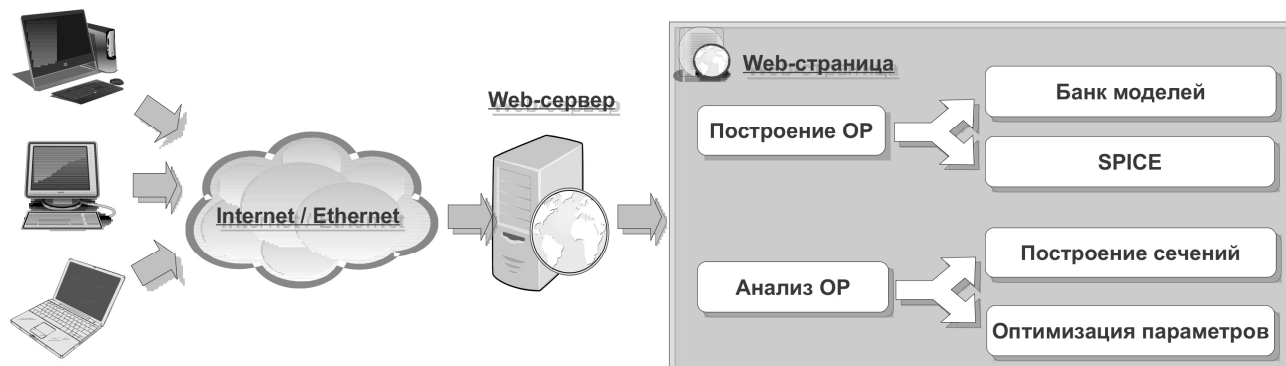 Web-страница
Web-сервер
Банк моделей
Построение ОР
SPICE
Internet / Ethernet
Построение сечений
Анализ ОР
Оптимизация параметров